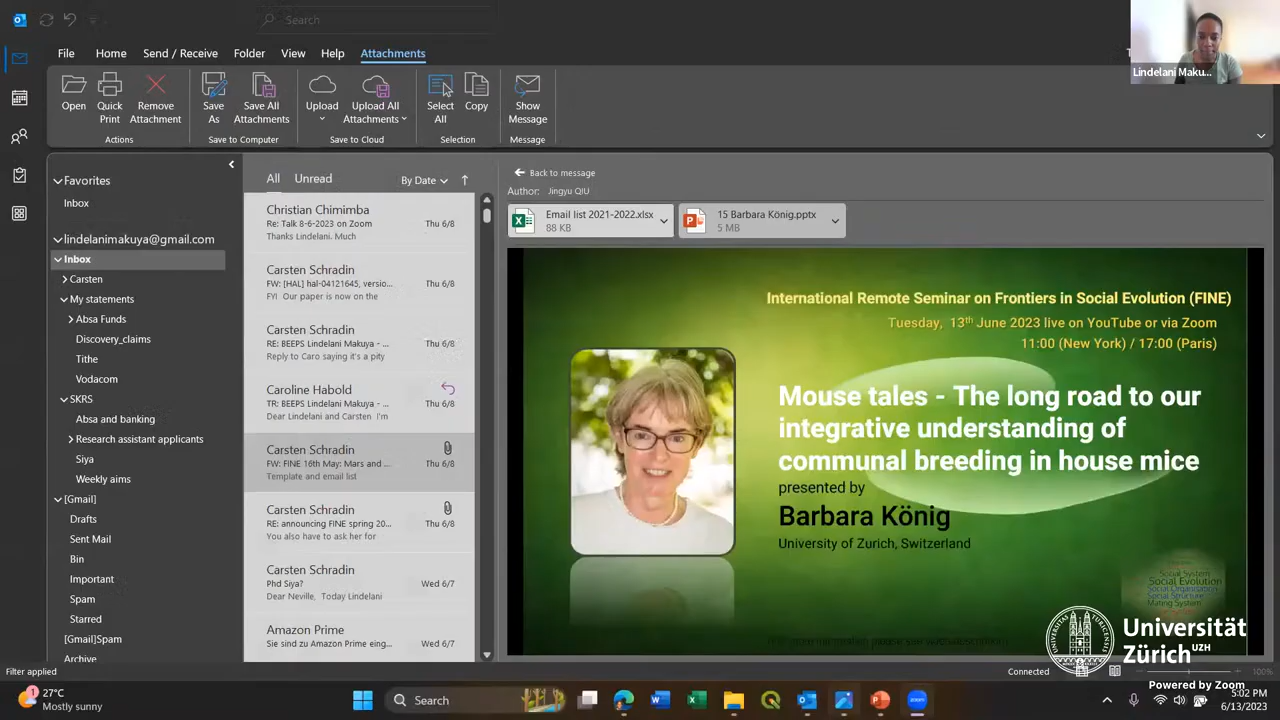 Search
Lindelani Maku...
File Home Send / Receive Folder View Help Attachments
Open
Quick Print
Remove Attachment
Save As
Save All Attachments
Upload
Upload All Attachments
Select All
Copy
Show Message
Actions
Save to Computer
Save to Cloud
Selection
Message
Favorites
Inbox
lindelanimakuya@gmail.com
Inbox
Carsten
My statements
Absa Funds
Discovery_claims
Tithe
Vodacom
SKRS
Absa and banking
Research assistant applicants
Siya
Weekly aims
[Gmail]
Drafts
Sent Mail
Bin
Important
Spam
Starred
[Gmail]Spam
Archive
Filter applied
All Unread By Date
Christian Chimimba
Re: Talk 8-6-2023 on Zoom Thu 6/8
Thanks Lindelani. Much
Carsten Schradin
FW: [HAL] hal-04121645, versio... Thu 6/8
FYI Our paper is now on the
Carsten Schradin
RE: BEEPS Lindelani Makuya - ... Thu 6/8
Reply to Caro saying it's a pity
Caroline Habold
TR: BEEPS Lindelani Makuya - ... Thu 6/8
Dear Lindelani and Carsten I'm
Carsten Schradin
FW: FINE 16th May: Mars and ... Thu 6/8
Template and email list
Carsten Schradin
RE: announcing FINE spring 20... Thu 6/8
You also have to ask her for
Carsten Schradin
Phd Siya? Wed 6/7
Dear Neville, Today Lindelani
Amazon Prime
Sie sind zu Amazon Prime eing... Wed 6/7
Back to message
Author: Jingyu QIU
Email list 2021-2022.xlsx
88 KB
15 Barbara König.pptx
5 MB
International Remote Seminar on Frontiers in Social Evolution (FINE)
Tuesday, 13th June 2023 live on YouTube or via Zoom
11:00 (New York) / 17:00 (Paris)
Mouse tales - The long road to our
integrative understanding of
communal breeding in house mice
presented by
Barbara König
University of Zurich, Switzerland
Social System
Social Evolution
Social Organisation
Social Structure
Mating System
Universität
Zürich UZH
Connected
100%
Powered by Zoom
1
27°C
Mostly sunny
Search
zoom
5:02 PM
6/13/2023